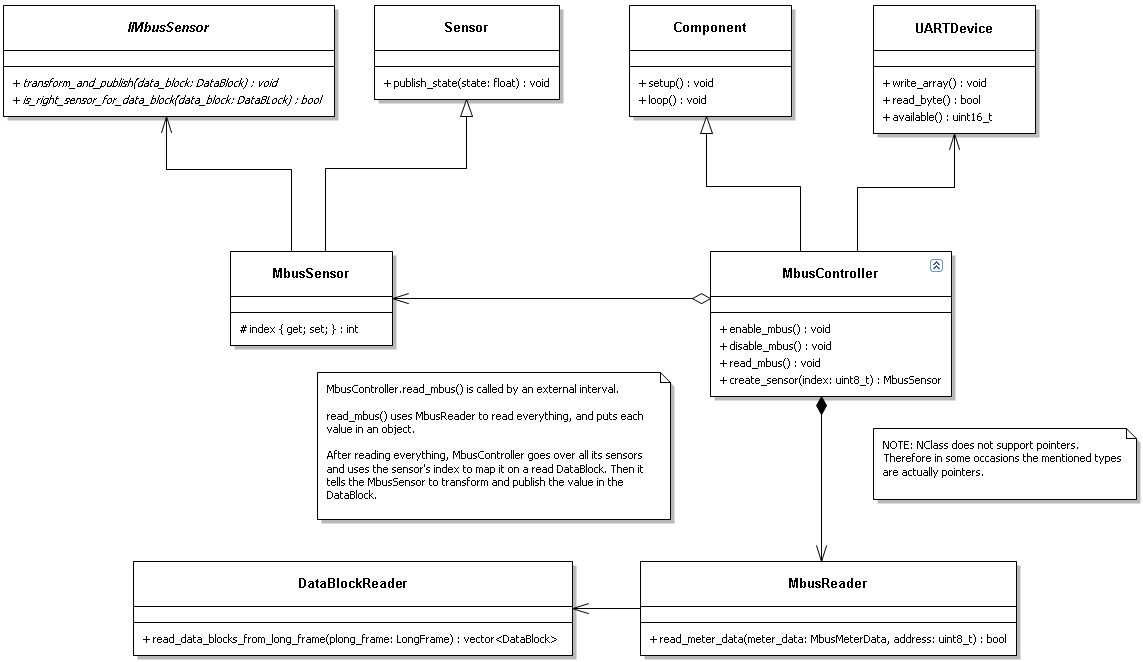 IMbusSensor
+ transform_and_publish(data_block: DataBlock) : void
+ is_right_sensor_for_data_block(data_block: DataBLock) : bool
Sensor
+ publish_state(state: float) : void
Component
+ setup() : void
+ loop() : void
UARTDevice
+ write_array() : void
+ read_byte() : bool
+ available() : uint16_t
MbusSensor
# index { get; set; } : int
MbusController
+ enable_mbus() : void
+ disable_mbus() : void
+ read_mbus() : void
+ create_sensor(index: uint8_t) : MbusSensor
MbusController.read_mbus() is called by an external interval.
read_mbus() uses MbusReader to read everything, and puts each
value in an object.
After reading everything, MbusController goes over all its sensors
and uses the sensor's index to map it on a read DataBlock. Then it
tells the MbusSensor to transform and publish the value in the
DataBlock.
NOTE: NClass does not support pointers.
Therefore in some occasions the mentioned types
are actually pointers.
DataBlockReader
+ read_data_blocks_from_long_frame(plong_frame: LongFrame) : vector<DataBlock>
MbusReader
+ read_meter_data(meter_data: MbusMeterData, address: uint8_t) : bool